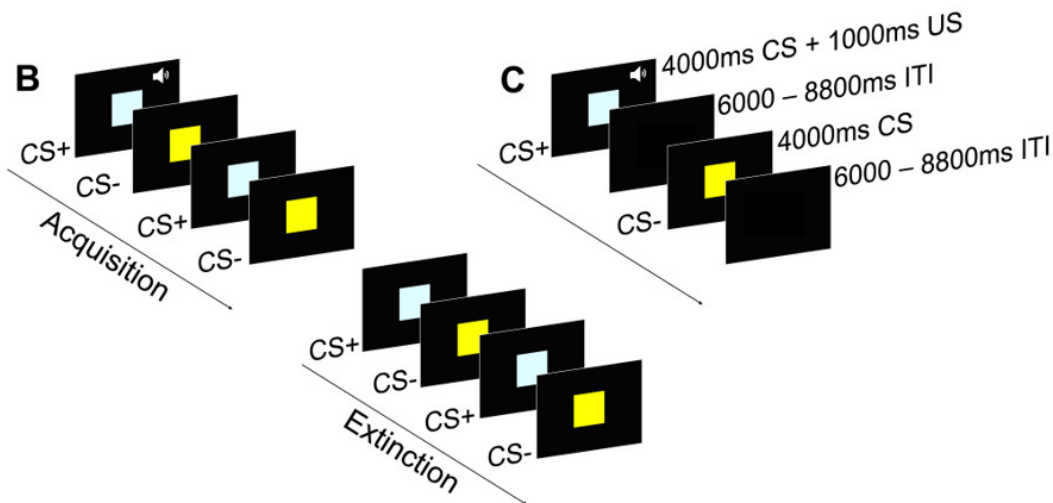 B
CS+
CS-
CS+
CS-
Acquisition
CS+
CS-
CS+
CS-
Extinction
C
4000ms CS + 1000ms US
6000 – 8800ms ITI
4000ms CS
6000 – 8800ms ITI
CS+
CS-